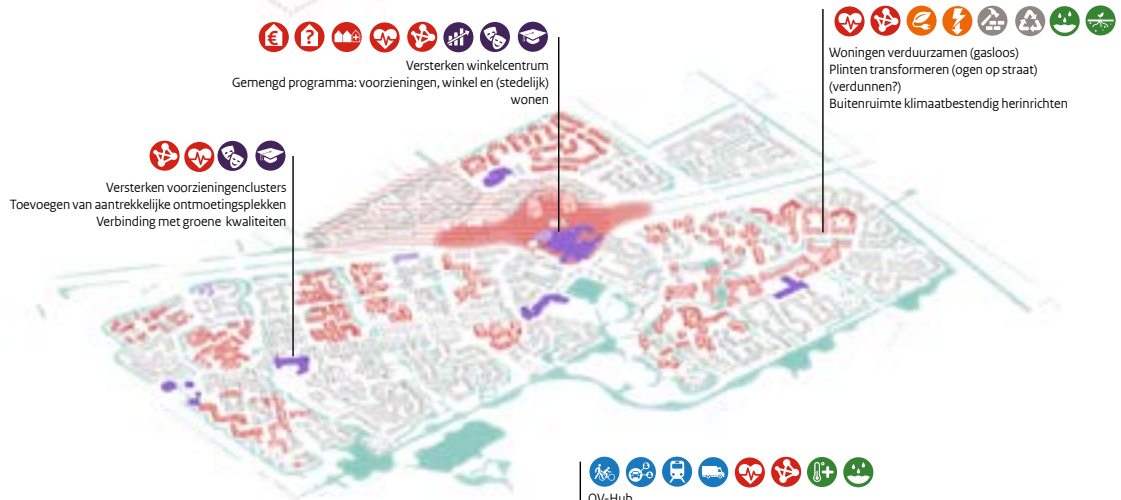 Versterken winkelcentrum
Gemengd programma: voorzieningen, winkel en (stedelijk)
wonen
Woningen verduurzamen (gasloos)
Plinten transformeren (ogen op straat)
(verdunnen?)
Buitenruimte klimaatbestendig herinrichten
Versterken voorzieningenclusters
Toevoegen van aantrekkelijke ontmoetingsplekken
Verbinding met groene kwaliteiten
OV-Hub